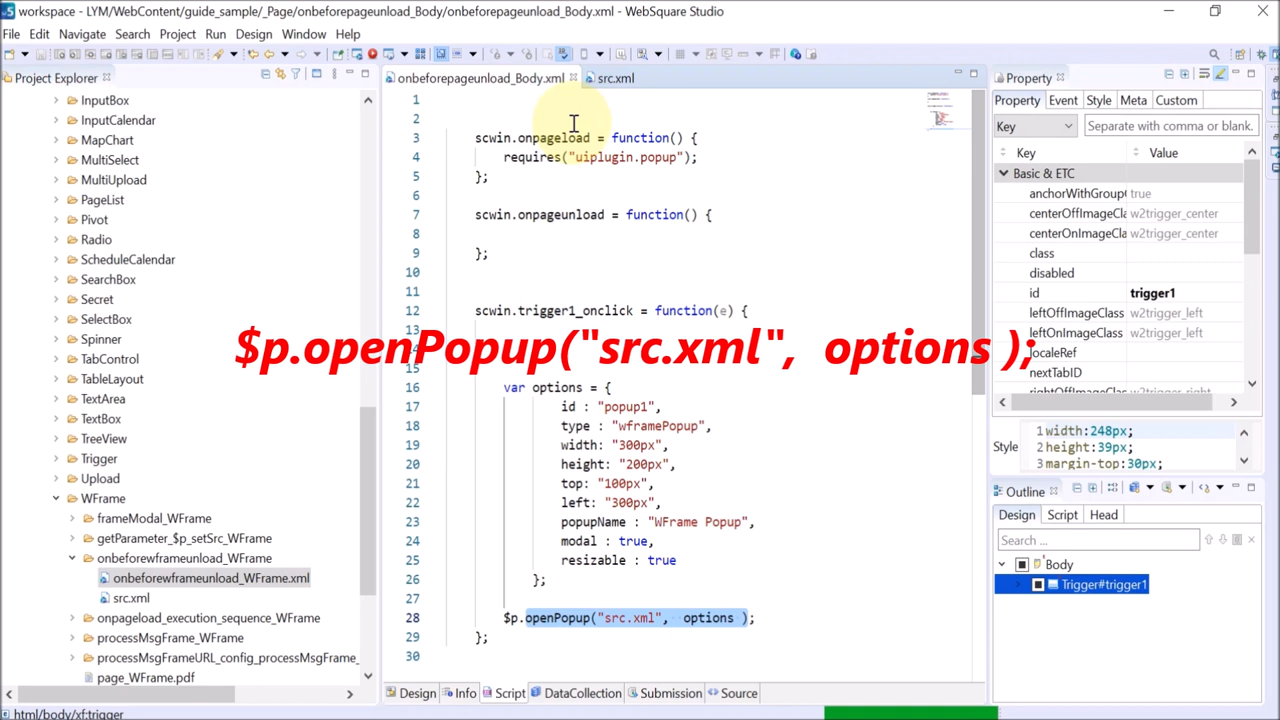 workspace - LYM/WebContent/guide_sample/_Page/onbeforepageunload_Body/onbeforepageunload_Body.xml - WebSquare Studio
File Edit Navigate Search Project Run Design Window Help
Project Explorer
InputBox
InputCalendar
MapChart
MultiSelect
MultiUpload
PageList
Pivot
Radio
ScheduleCalendar
SearchBox
Secret
SelectBox
Spinner
TabControl
TableLayout
TextArea
TextBox
TreeView
Trigger
Upload
WFrame
frameModal_WFrame
getParameter_$p_setSrc_WFrame
onbeforewframeunload_WFrame
onbeforewframeunload_WFrame.xml
src.xml
onpageload_execution_sequence_WFrame
processMsgFrame_WFrame
processMsgFrameURL_config_processMsgFrame_
page_WFrame.pdf
html/body/xf:trigger
onbeforepageunload_Body.xml src.xml
1
2
3 scwin.onpageload = function() {
4 requires("uiplugin.popup");
5 };
6
7 scwin.onpageunload = function() {
8
9 };
10
11
12 scwin.trigger1_onclick = function(e) {
13
$p.openPopup("src.xml", options );
16 var options = {
17 id : "popup1",
18 type : "wframePopup",
19 width: "300px",
20 height: "200px",
21 top: "100px",
22 left: "300px",
23 popupName : "WFrame Popup",
24 modal : true,
25 resizable : true
26 };
27
28 $p.openPopup("src.xml", options );
29 };
30
Design Info Script DataCollection Submission Source
Property
Property Event Style Meta Custom
Key Separate with comma or blank.
Key Value
Basic & ETC
anchorWithGroupC true
centerOffImageCla w2trigger_center
centerOnImageCla w2trigger_center
class
disabled
id trigger1
leftOffImageClass w2trigger_left
leftOnImageClass w2trigger_left
localeRef
nextTabID
rightOffImageClass w2trigger_right
Style
1 width:248px;
2 height:39px;
3 margin-top:30px;
Outline
Design Script Head
Search ...
Body
Trigger#trigger1